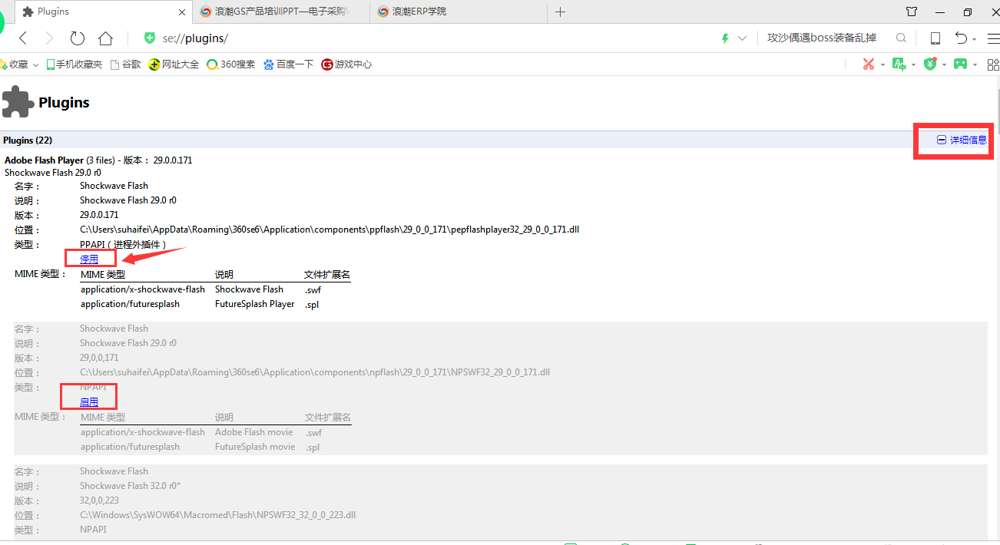 Plugins
浪潮GS产品培训PPT—电子采购\
浪潮ERP学院
se://plugins/
攻沙偶遇boss装备乱掉
收藏 手机收藏夹 谷歌 网址大全 360搜索 百度一下 游戏中心
Plugins
Plugins (22)
详细信息
Adobe Flash Player (3 files) - 版本： 29.0.0.171
Shockwave Flash 29.0 r0
名字： Shockwave Flash
说明： Shockwave Flash 29.0 r0
版本： 29.0.0.171
位置： C:\Users\suhaifei\AppData\Roaming\360se6\Application\components\ppflash\29_0_0_171\pepflashplayer32_29_0_0_171.dll
类型： PPAPI（进程外插件）
停用
MIME 类型： MIME 类型 说明 文件扩展名
application/x-shockwave-flash Shockwave Flash .swf
application/futuresplash FutureSplash Player .spl
名字： Shockwave Flash
说明： Shockwave Flash 29.0 r0
版本： 29,0,0,171
位置： C:\Users\suhaifei\AppData\Roaming\360se6\Application\components\npflash\29_0_0_171\NPSWF32_29_0_0_171.dll
类型： NPAPI
启用
MIME 类型： MIME 类型 说明 文件扩展名
application/x-shockwave-flash Adobe Flash movie .swf
application/futuresplash FutureSplash movie .spl
名字： Shockwave Flash
说明： Shockwave Flash 32.0 r0*
版本： 32,0,0,223
位置： C:\Windows\SysWOW64\Macromed\Flash\NPSWF32_32_0_0_223.dll
类型： NPAPI